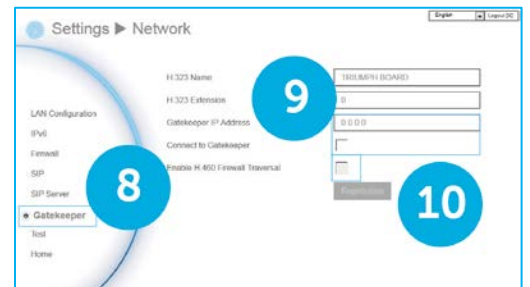 English Logout [X]
Settings ▶ Network
H.323 Name TRIUMPH BOARD
H.323 Extension 0
Gatekeeper IP Address 0.0.0.0
Connect to Gatekeeper
Enable H.460 Firewall Traversal
Registration
LAN Configuration
IPv6
Firewall
SIP
SIP Server
Gatekeeper
Test
Home
8
9
10